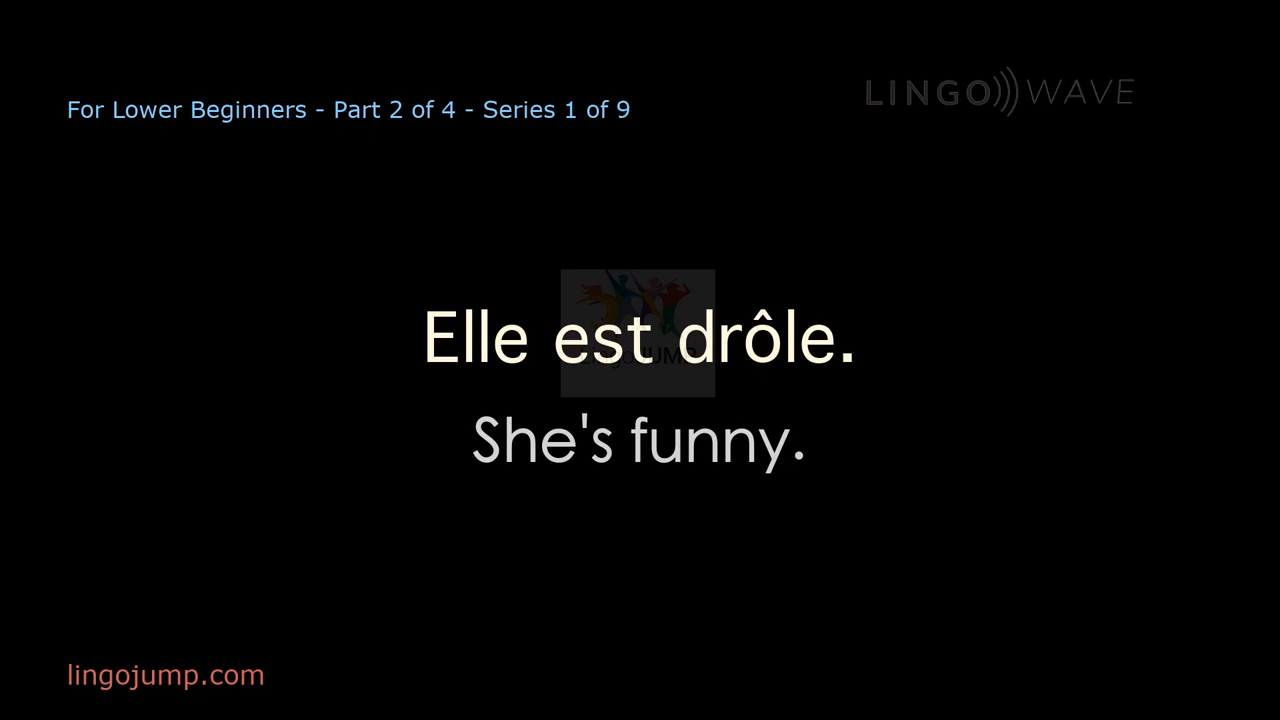 For Lower Beginners - Part 2 of 4 - Series 1 of 9
LINGO WAVE
Elle est drôle.
LingoJUMP
She's funny.
lingojump.com